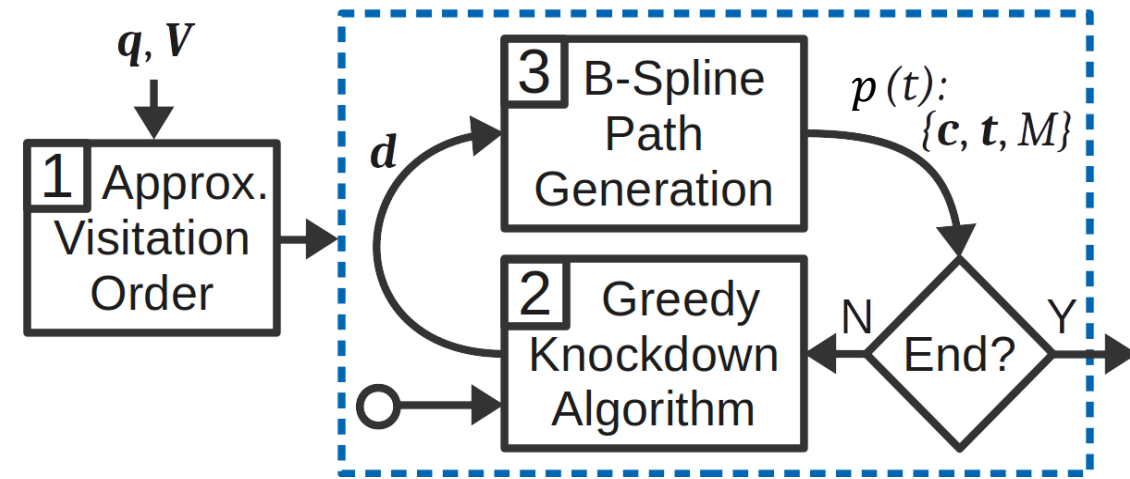 q, V
1 Approx.
Visitation
Order
d
3 B-Spline
Path
Generation
p (t):
{c, t, M}
2 Greedy
Knockdown
Algorithm
N
End?
Y